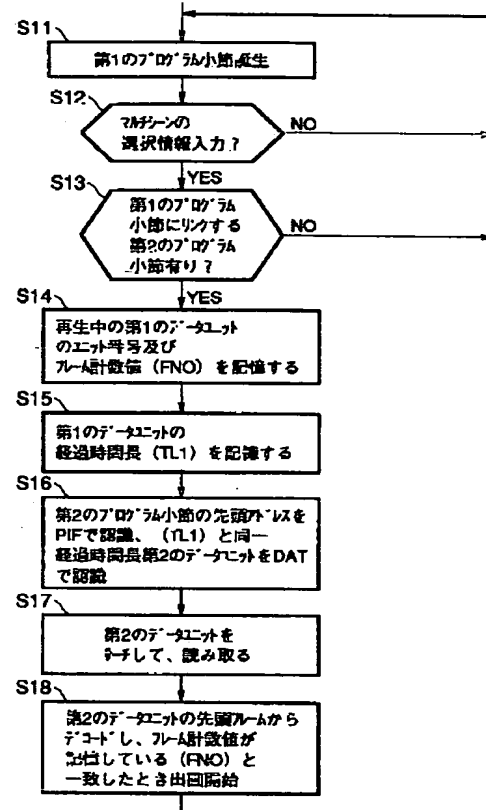 S11
第1のプログラム小節再生
S12
マルチシーンの
選択情報入力?
NO
YES
S13
第1のプログラム
小節にリンクする
第2のプログラム
小節有り?
NO
YES
S14
再生中の第1のデータユニット
のユニット番号及び
フレーム計数値(FNO)を記憶する
S15
第1のデータユニットの
経過時間長(TL1)を記憶する
S16
第2のプログラム小節の先頭アドレスを
PIFで認識、(TL1)と同一
経過時間長第2のデータユニットをDAT
で認識
S17
第2のデータユニットを
サーチして、読み取る
S18
第2のデータユニットの先頭フレームから
デコードし、フレーム計数値が
記憶している(FNO)と
一致したとき出画開始